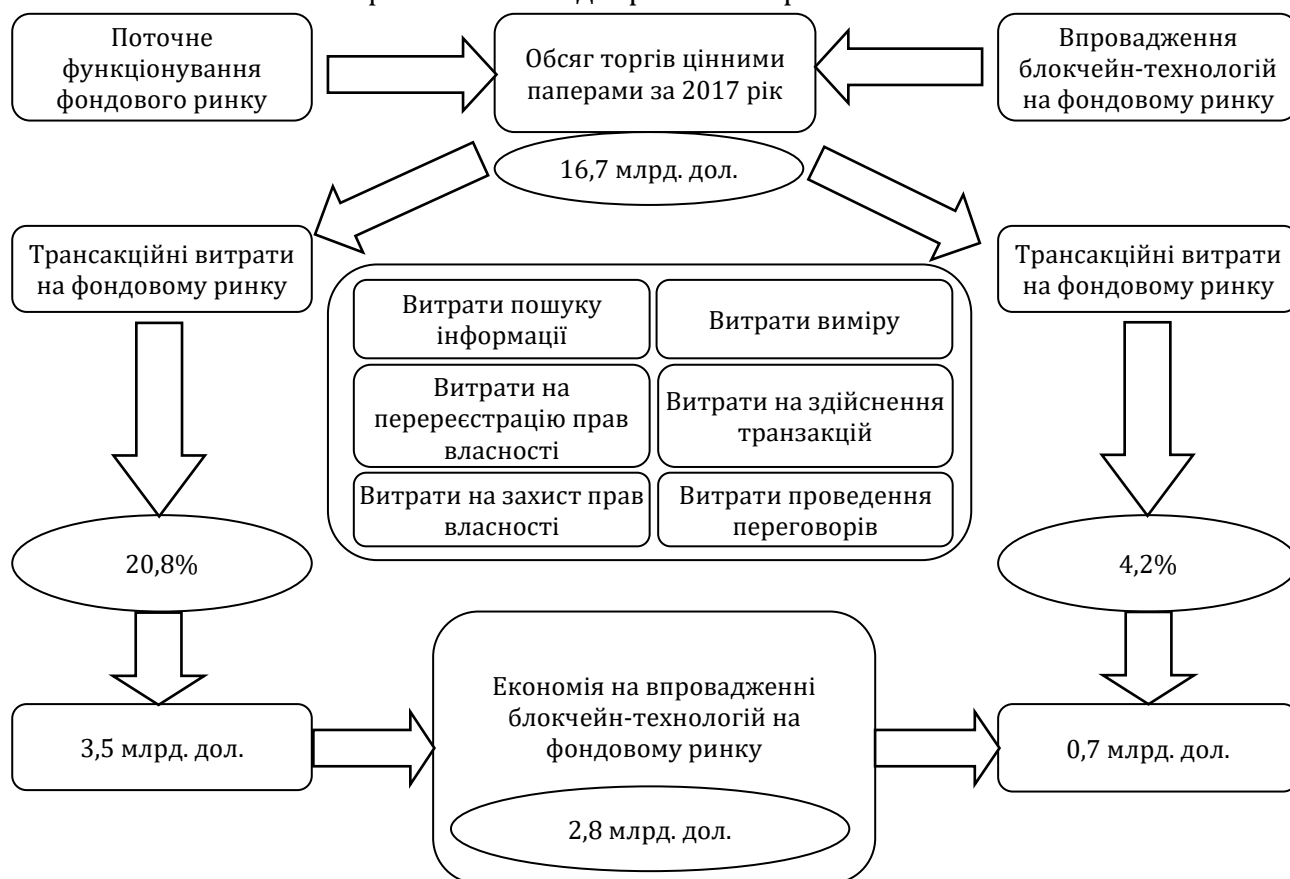 Поточне
функціонування
фондового ринку
Обсяг торгів цінними
паперами за 2017 рік
Впровадження
блокчейн-технологій
на фондовому ринку
16,7 млрд. дол.
Трансакційні витрати
на фондовому ринку
Трансакційні витрати
на фондовому ринку
Витрати пошуку
інформації
Витрати виміру
Витрати на
перереєстрацію прав
власності
Витрати на здійснення
транзакцій
Витрати на захист прав
власності
Витрати проведення
переговорів
20,8%
4,2%
Економія на впровадженні
блокчейн-технологій на
фондовому ринку
3,5 млрд. дол.
0,7 млрд. дол.
2,8 млрд. дол.